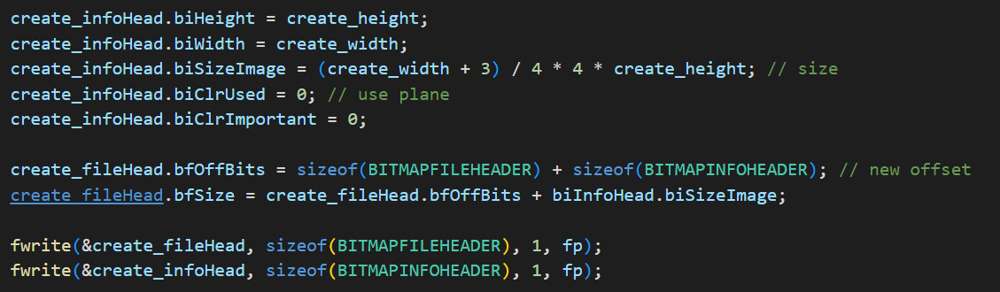 create_infoHead.biHeight = create_height;
create_infoHead.biWidth = create_width;
create_infoHead.biSizeImage = (create_width + 3) / 4 * 4 * create_height; // size
create_infoHead.biClrUsed = 0; // use plane
create_infoHead.biClrImportant = 0;
create_fileHead.bfOffBits = sizeof(BITMAPFILEHEADER) + sizeof(BITMAPINFOHEADER); // new offset
create_fileHead.bfSize = create_fileHead.bfOffBits + biInfoHead.biSizeImage;
fwrite(&create_fileHead, sizeof(BITMAPFILEHEADER), 1, fp);
fwrite(&create_infoHead, sizeof(BITMAPINFOHEADER), 1, fp);